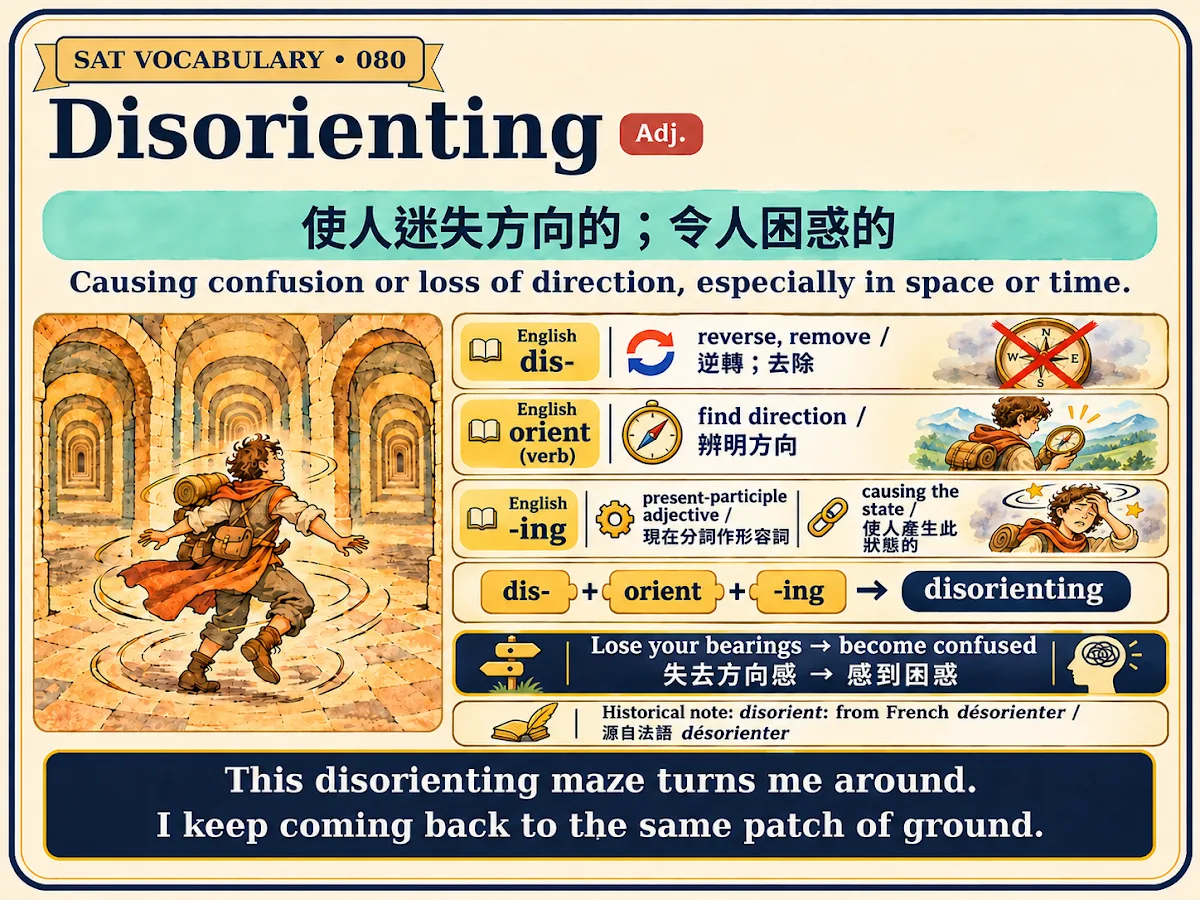 SAT VOCABULARY • 080
Disorienting
Adj.
使人迷失方向的；令人困惑的
Causing confusion or loss of direction, especially in space or time.
English
dis-
reverse, remove /
逆轉；去除
N
W E
S
English
orient
(verb)
find direction /
辨明方向
English
-ing
present-participle
adjective /
現在分詞作形容詞
causing the
state /
使人產生此
狀態的
dis- + orient + -ing → disorienting
Lose your bearings → become confused
失去方向感 → 感到困惑
Historical note: disorient: from French désorienter /
源自法語 désorienter
This disorienting maze turns me around.
I keep coming back to the same patch of ground.